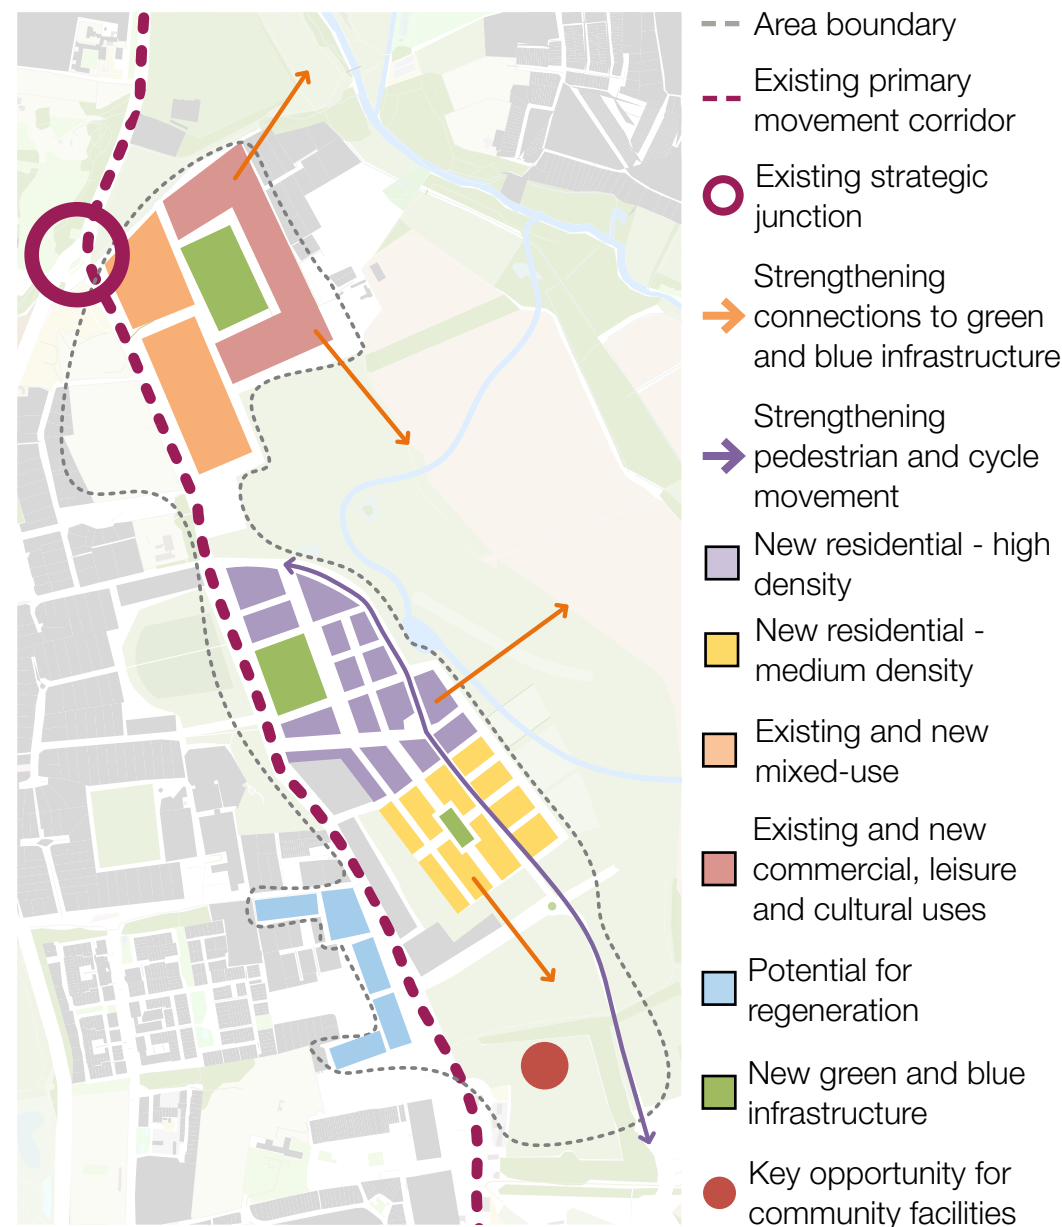 Area boundary
Existing primary
movement corridor
Existing strategic
junction
Strengthening
connections to green
and blue infrastructure
Strengthening
pedestrian and cycle
movement
New residential - high
density
New residential -
medium density
Existing and new
mixed-use
Existing and new
commercial, leisure
and cultural uses
Potential for
regeneration
New green and blue
infrastructure
Key opportunity for
community facilities